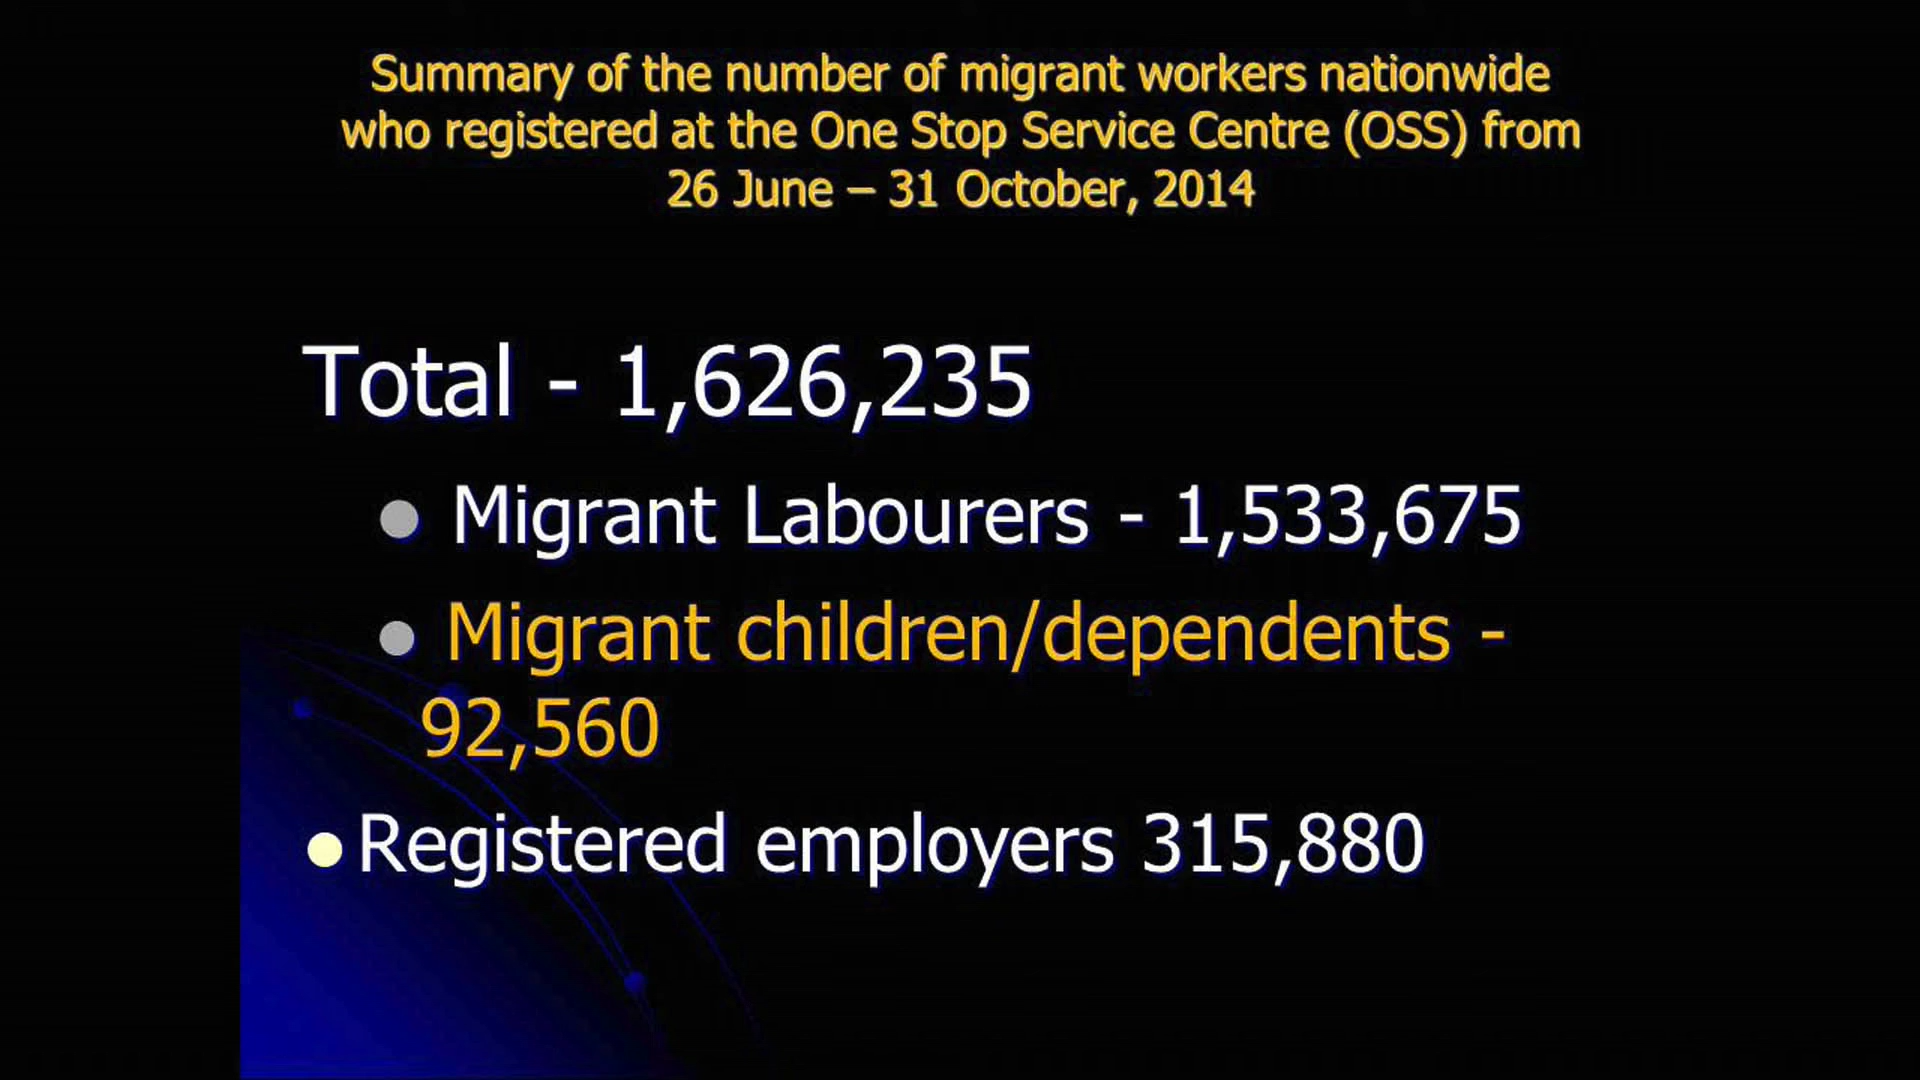 Summary of the number of migrant workers nationwide
who registered at the One Stop Service Centre (OSS) from
26 June – 31 October, 2014
Total - 1,626,235
● Migrant Labourers - 1,533,675
● Migrant children/dependents -
92,560
● Registered employers 315,880